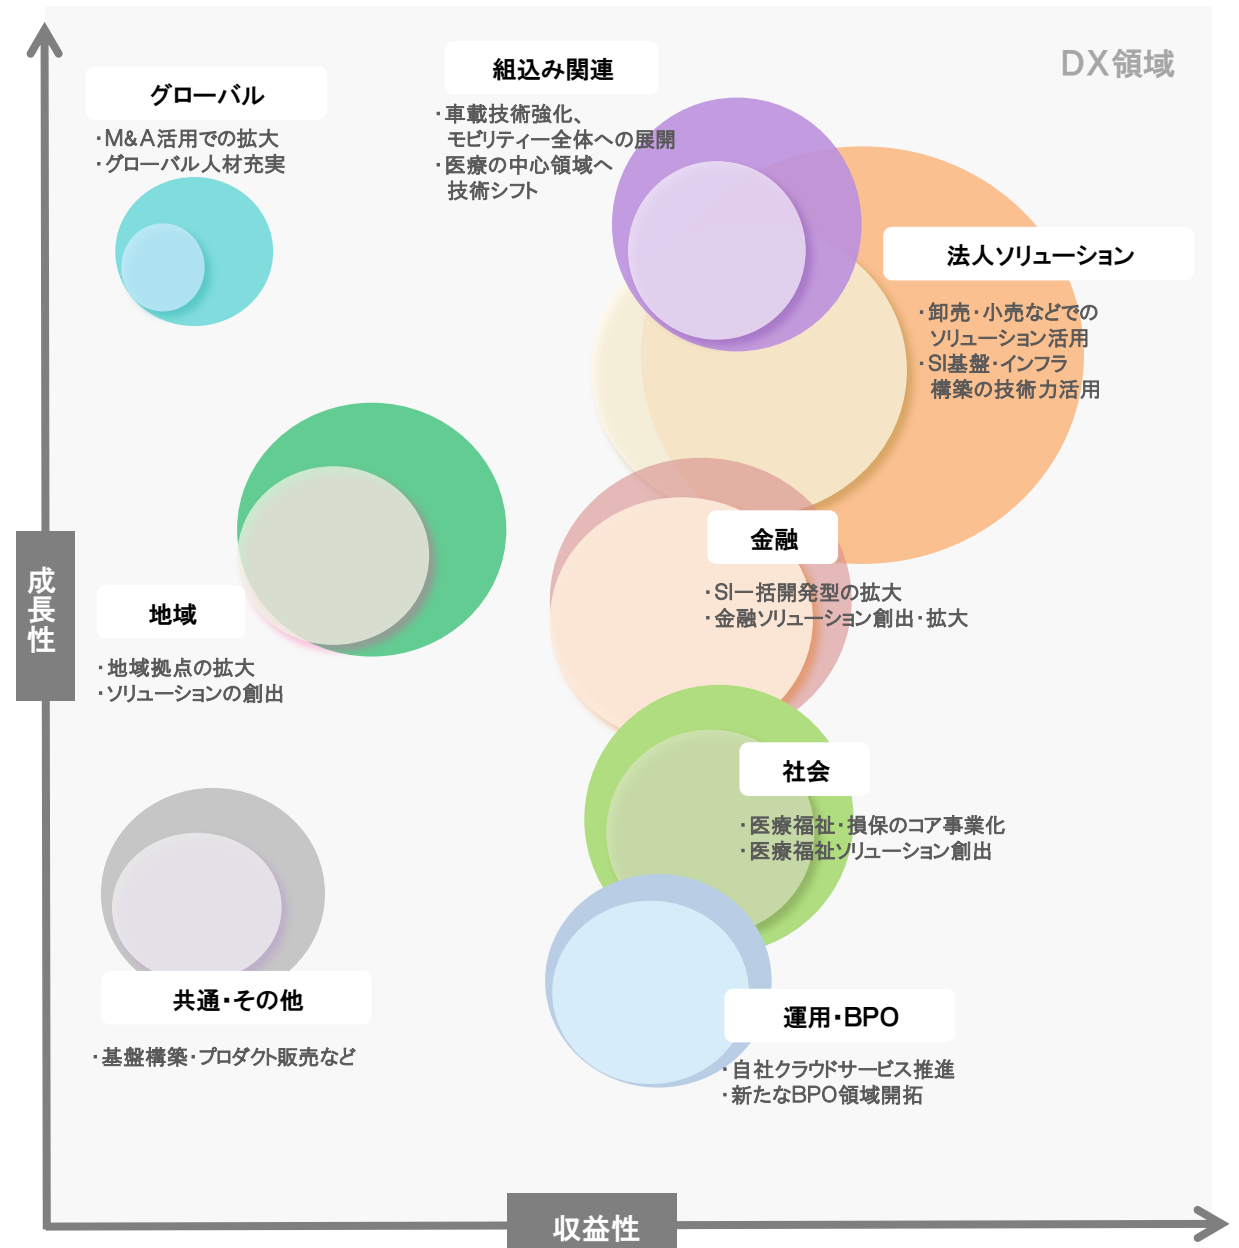 DX領域
グローバル
・M&A活用での拡大
・グローバル人材充実
組込み関連
・車載技術強化、
モビリティー全体への展開
・医療の中心領域へ
技術シフト
法人ソリューション
・卸売・小売などでの
ソリューション活用
・SI基盤・インフラ
構築の技術力活用
金融
・SI一括開発型の拡大
・金融ソリューション創出・拡大
成長性
地域
・地域拠点の拡大
・ソリューションの創出
社会
・医療福祉・損保のコア事業化
・医療福祉ソリューション創出
共通・その他
・基盤構築・プロダクト販売など
運用・BPO
・自社クラウドサービス推進
・新たなBPO領域開拓
収益性